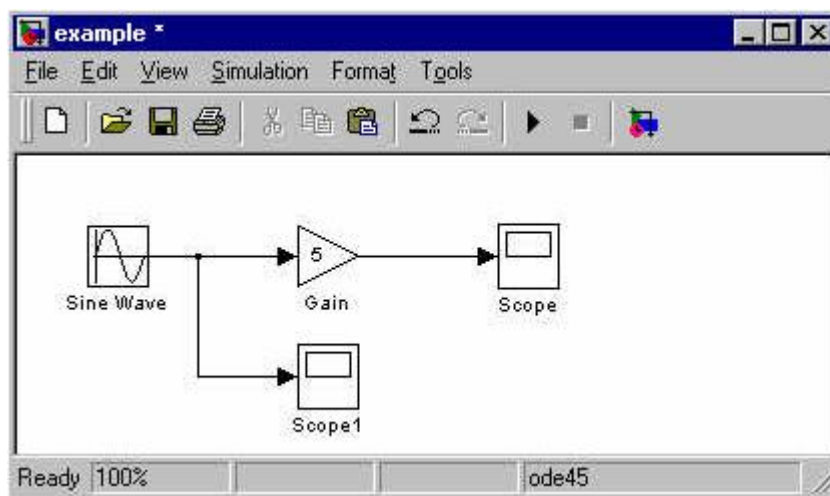 example *
File Edit View Simulation Format Tools
5
Sine Wave Gain Scope
Scope1
Ready 100% ode45